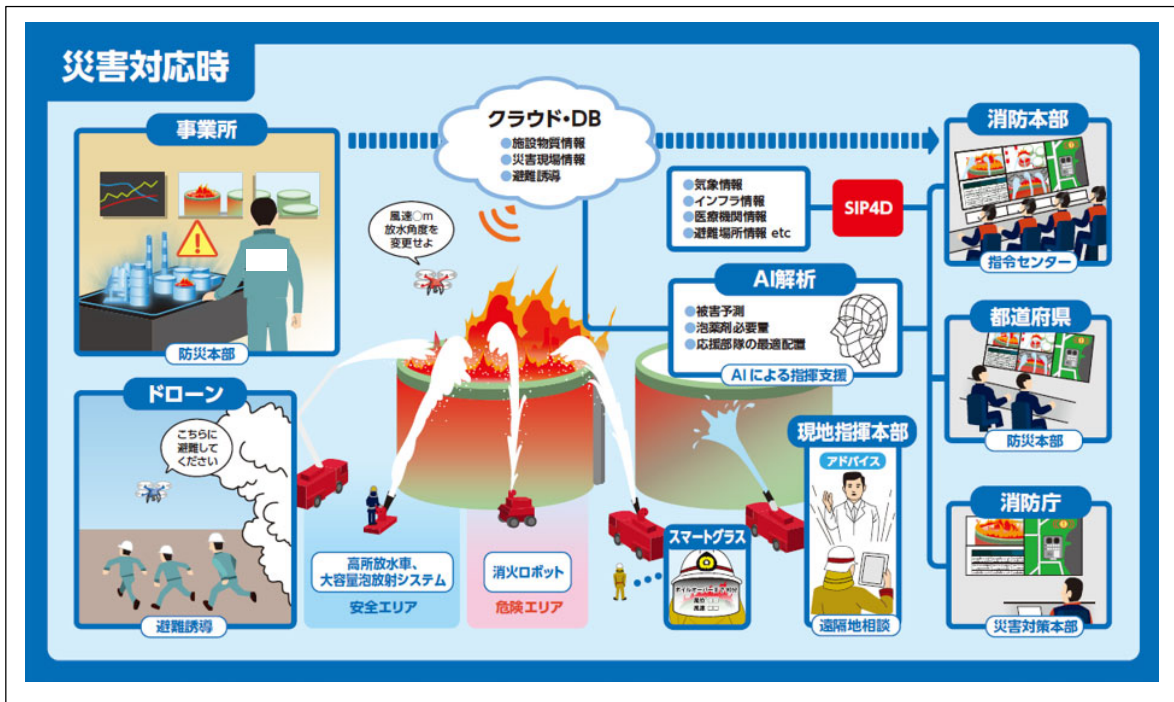 災害対応時
事業所
防災本部
クラウド・DB
●施設物質情報
●災害現場情報
●避難誘導
風速○m
放水角度を
変更せよ
●気象情報
●インフラ情報
●医療機関情報
●避難場所情報 etc
SIP4D
消防本部
指令センター
AI解析
●被害予測
●泡薬剤必要量
●応援部隊の最適配置
AIによる指揮支援
都道府県
防災本部
ドローン
こちらに
避難して
ください
避難誘導
高所放水車、
大容量泡放射システム
安全エリア
消火ロボット
危険エリア
スマートグラス
風速 □□
現地指揮本部
アドバイス
遠隔地相談
消防庁
災害対策本部